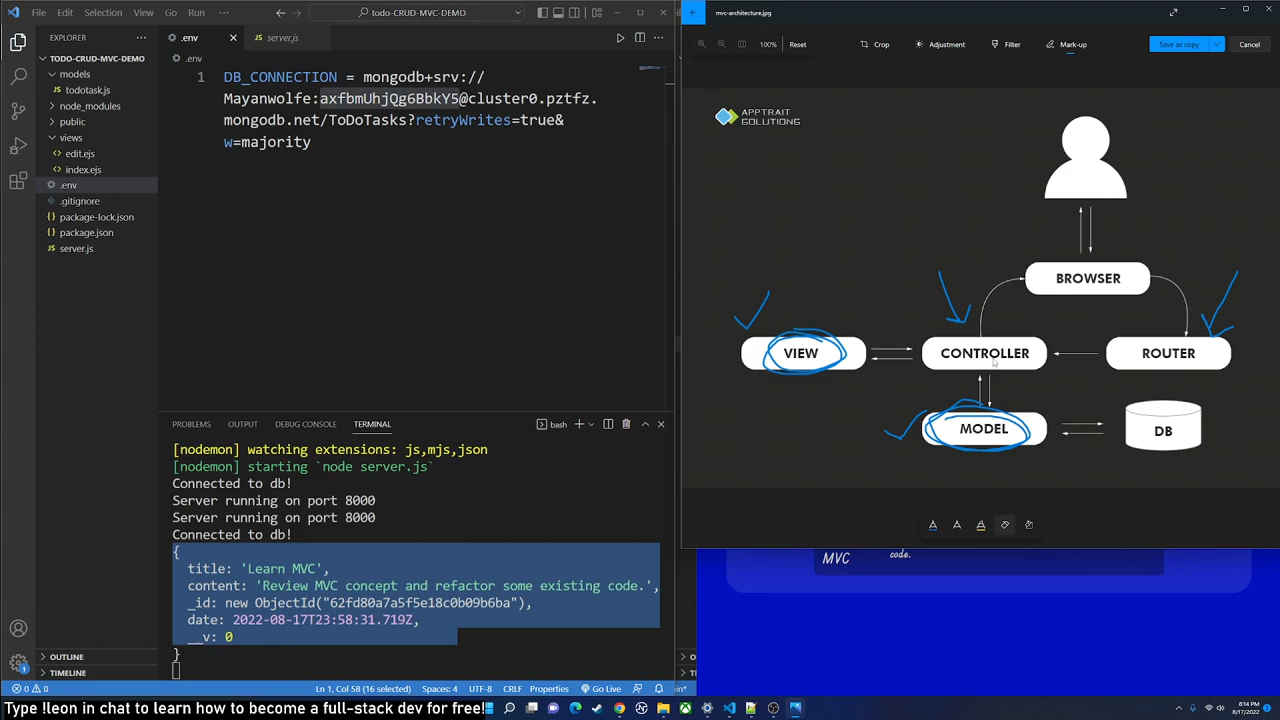 File Edit Selection View Go Run
todo-CRUD-MVC-DEMO
EXPLORER
TODO-CRUD-MVC-DEMO
models
todotask.js
node_modules
public
views
edit.ejs
index.ejs
.env
.gitignore
package-lock.json
package.json
server.js
OUTLINE
TIMELINE
.env
server.js
.env
1 DB_CONNECTION = mongodb+srv://
Mayanwolfe:axfbmUhjQg6BbkY5@cluster0.pztfz.
mongodb.net/ToDoTasks?retryWrites=true&
w=majority
PROBLEMS OUTPUT DEBUG CONSOLE TERMINAL
bash
[nodemon] watching extensions: js,mjs,json
[nodemon] starting `node server.js`
Connected to db!
Server running on port 8000
Server running on port 8000
Connected to db!
{
title: 'Learn MVC',
content: 'Review MVC concept and refactor some existing code.',
_id: new ObjectId("62fd80a7a5f5e18c0b09b6ba"),
date: 2022-08-17T23:58:31.719Z,
__v: 0
}
0 0 Ln 1, Col 58 (16 selected) Spaces: 4 UTF-8 CRLF Properties Go Live
mvc-architecture.jpg
100% Reset Crop Adjustment Filter Mark-up Save as copy Cancel
APPTRAIT
SOLUTIONS
BROWSER
VIEW
CONTROLLER
ROUTER
MODEL
DB
MVC
code.
Type !leon in chat to learn how to become a full-stack dev for free!
8:14 PM
8/17/2022